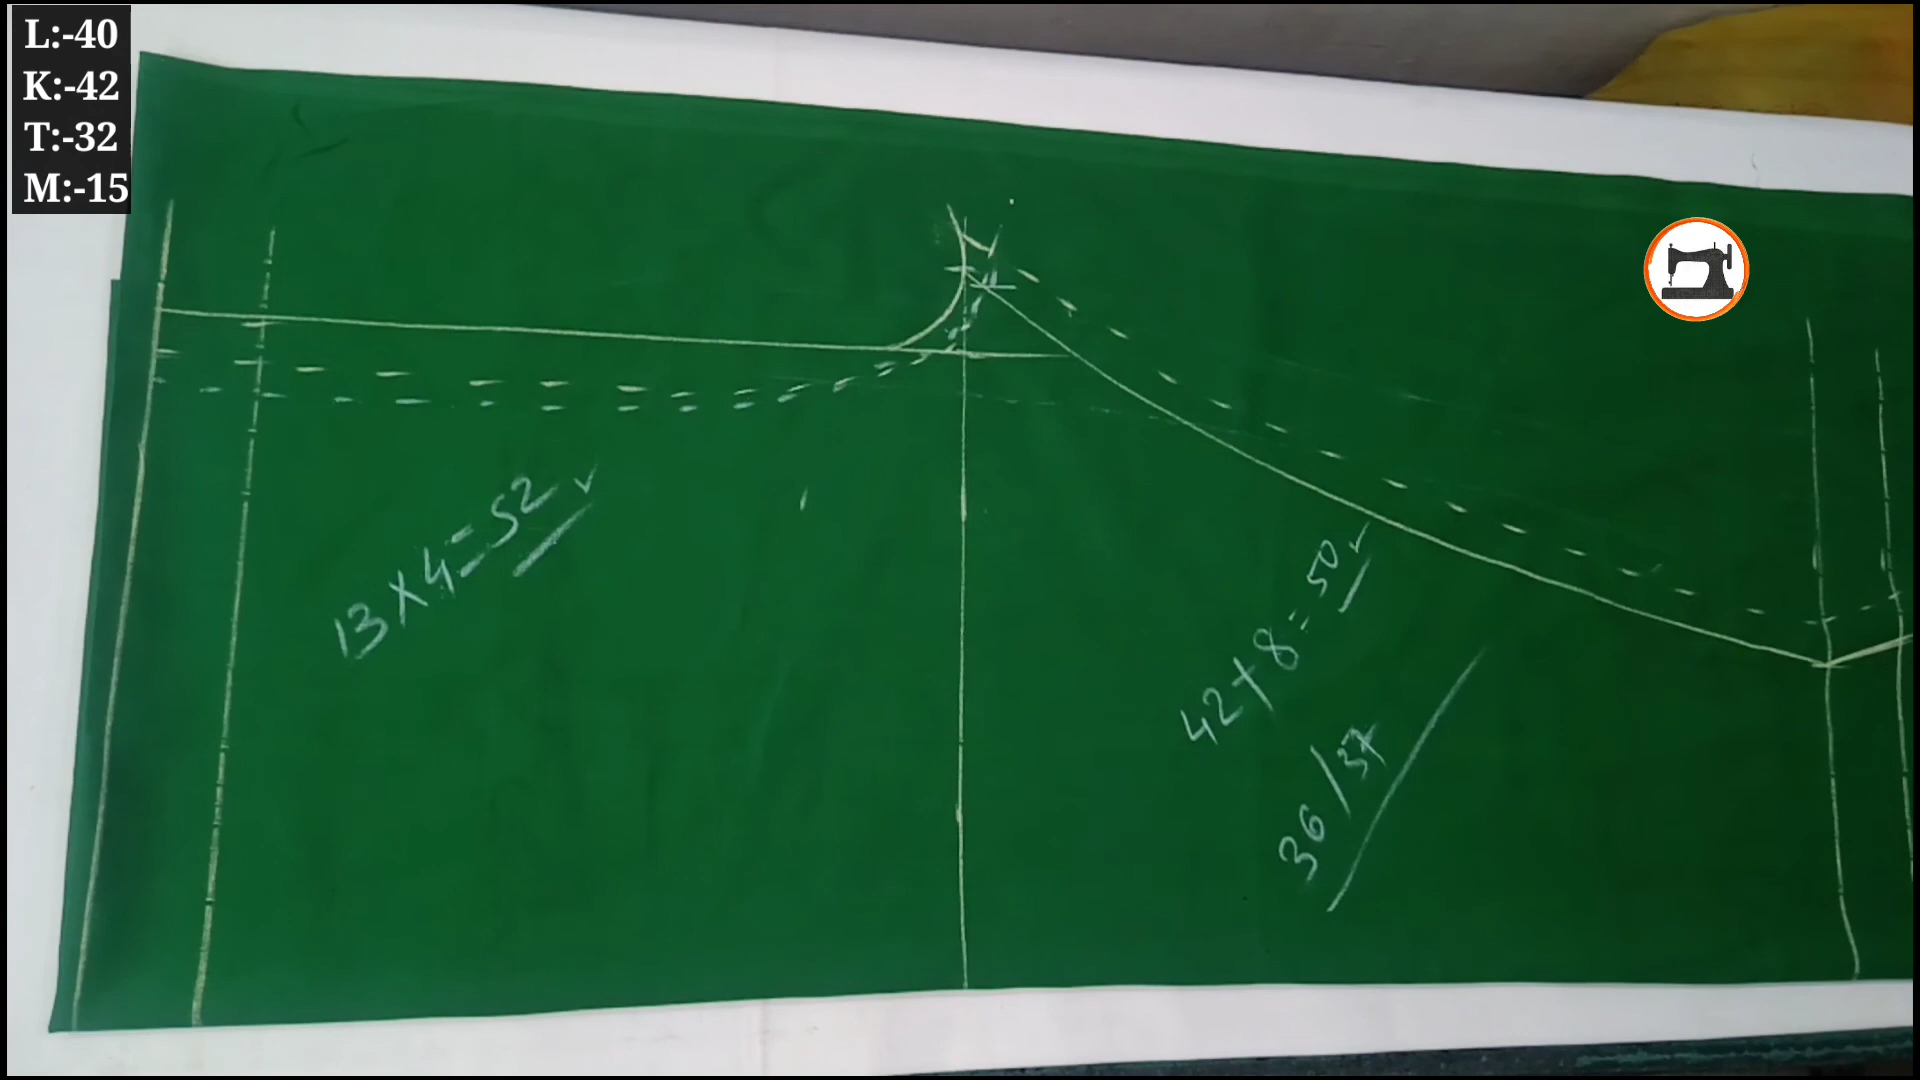 L:-40
K:-42
T:-32
M:-15
13 × 4 = 52 ✓
42 + 8 = 50 ✓
36 / 37